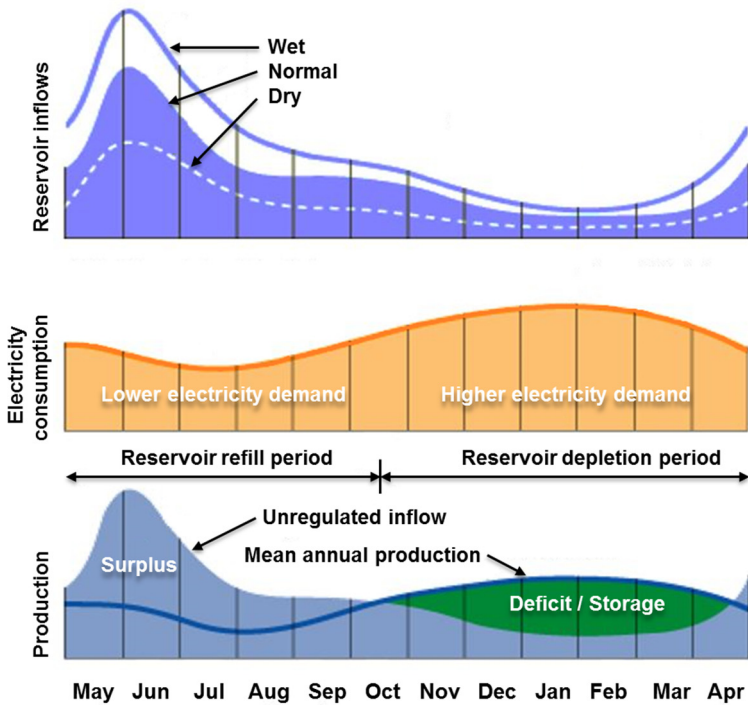 Reservoir inflows
Wet
Normal
Dry
Electricity
consumption
Lower electricity demand
Higher electricity demand
Reservoir refill period
Reservoir depletion period
Production
Unregulated inflow
Mean annual production
Surplus
Deficit / Storage
May Jun Jul Aug Sep Oct Nov Dec Jan Feb Mar Apr